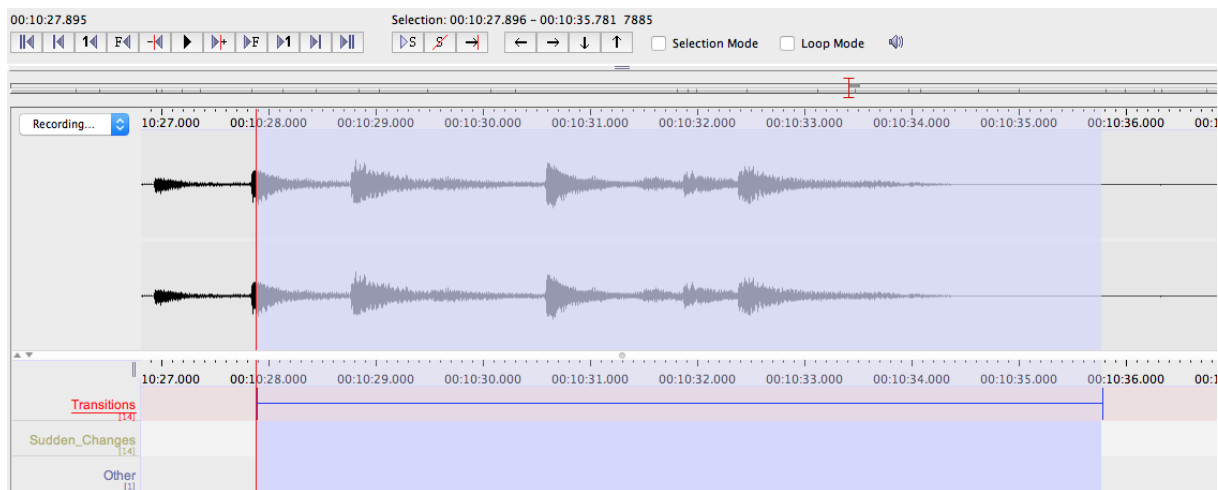 00:10:27.895 Selection: 00:10:27.896 - 00:10:35.781 7885
1 F F 1 S S Selection Mode Loop Mode
Recording... 10:27.000 00:10:28.000 00:10:29.000 00:10:30.000 00:10:31.000 00:10:32.000 00:10:33.000 00:10:34.000 00:10:35.000 00:10:36.000 00:1
10:27.000 00:10:28.000 00:10:29.000 00:10:30.000 00:10:31.000 00:10:32.000 00:10:33.000 00:10:34.000 00:10:35.000 00:10:36.000 00:1
Transitions
[14]
Sudden_Changes
[14]
Other
[1]